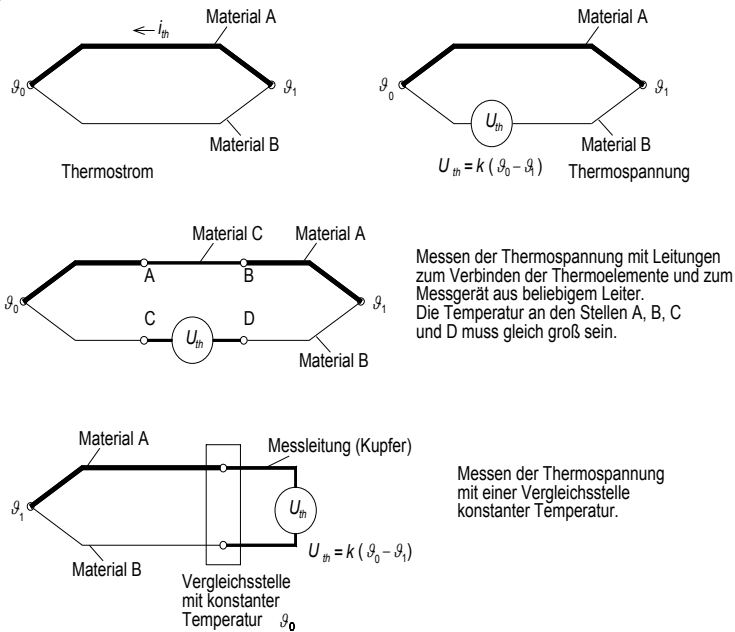 Material A
i_th
ϑ₀
ϑ₁
Material B
Thermostrom
Material A
ϑ₀
ϑ₁
U_th
Material B
U_th = k ( ϑ₀ – ϑ₁)
Thermospannung
Material C
Material A
A
B
ϑ₀
ϑ₁
C
D
U_th
Material B
Messen der Thermospannung mit Leitungen
zum Verbinden der Thermoelemente und zum
Messgerät aus beliebigem Leiter.
Die Temperatur an den Stellen A, B, C
und D muss gleich groß sein.
Material A
Messleitung (Kupfer)
ϑ₁
U_th
Material B
U_th = k ( ϑ₀ – ϑ₁)
Vergleichsstelle
mit konstanter
Temperatur ϑ₀
Messen der Thermospannung
mit einer Vergleichsstelle
konstanter Temperatur.